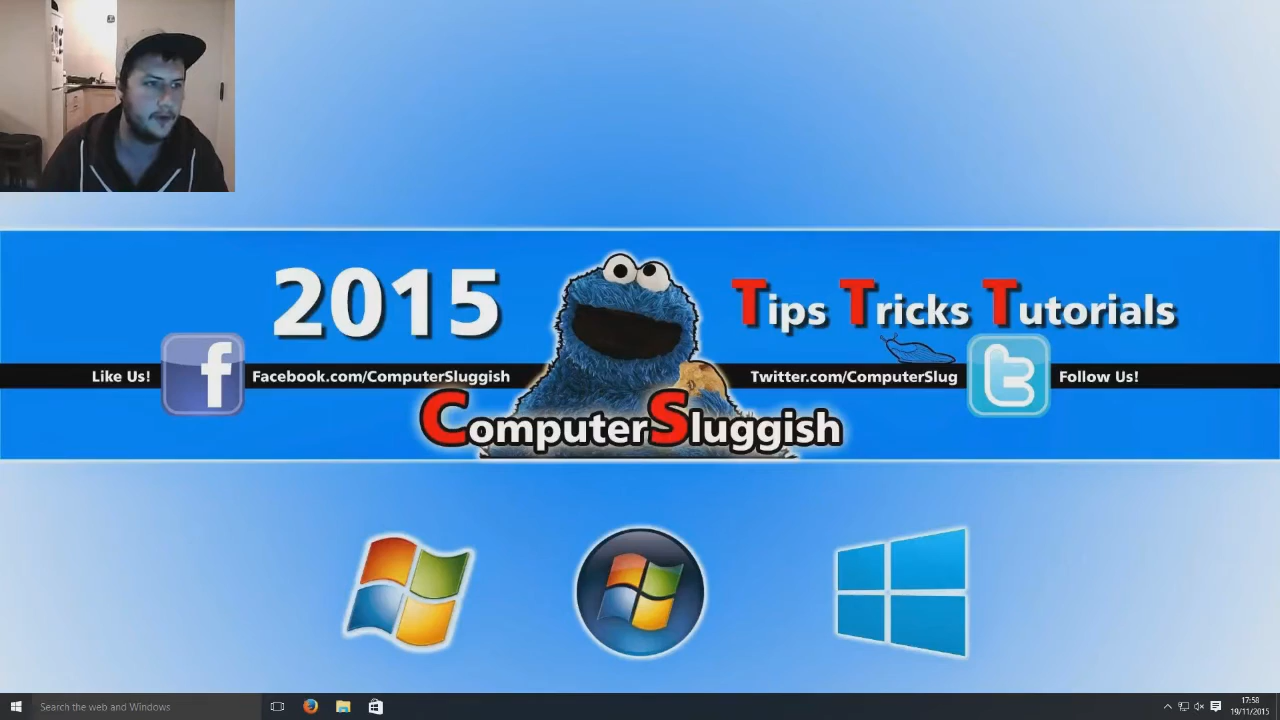 2015
Tips Tricks Tutorials
Like Us!
Facebook.com/ComputerSluggish
Twitter.com/ComputerSlug
Follow Us!
ComputerSluggish
Search the web and Windows
17:58
19/11/2015